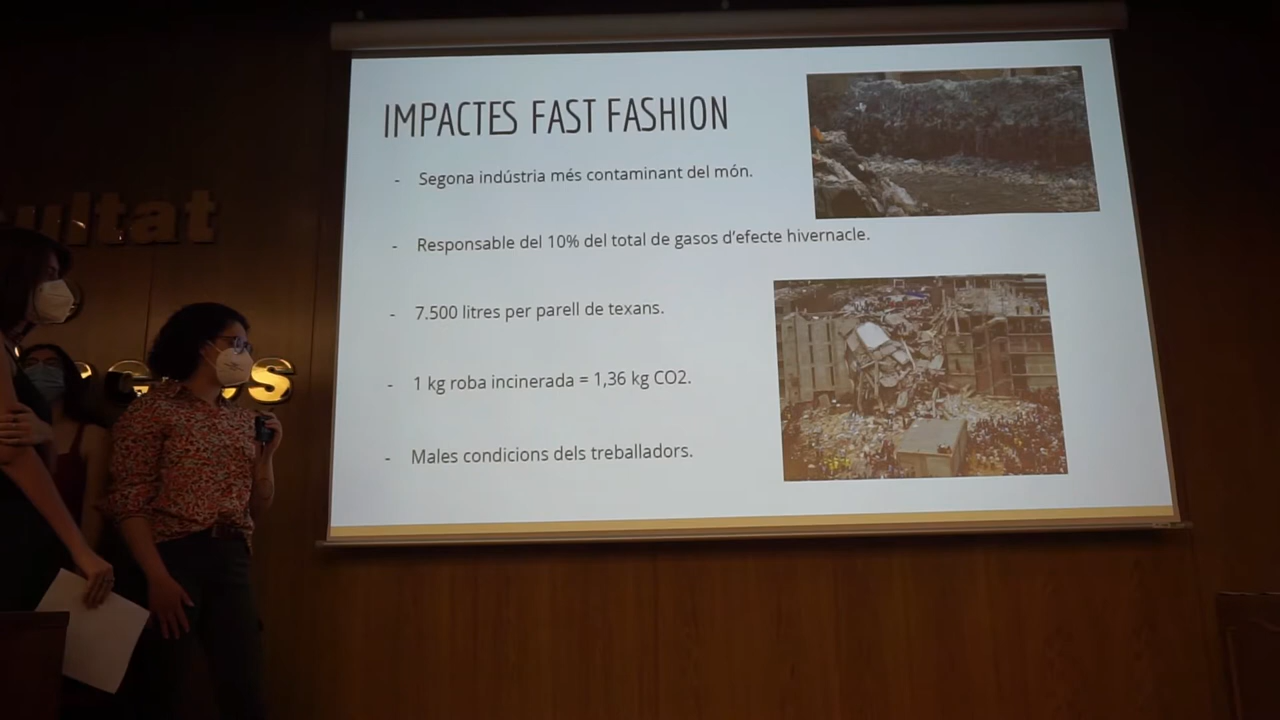 ultat
IMPACTES FAST FASHION
- Segona indústria més contaminant del món.
- Responsable del 10% del total de gasos d'efecte hivernacle.
- 7.500 litres per parell de texans.
- 1 kg roba incinerada = 1,36 kg CO2.
- Males condicions dels treballadors.